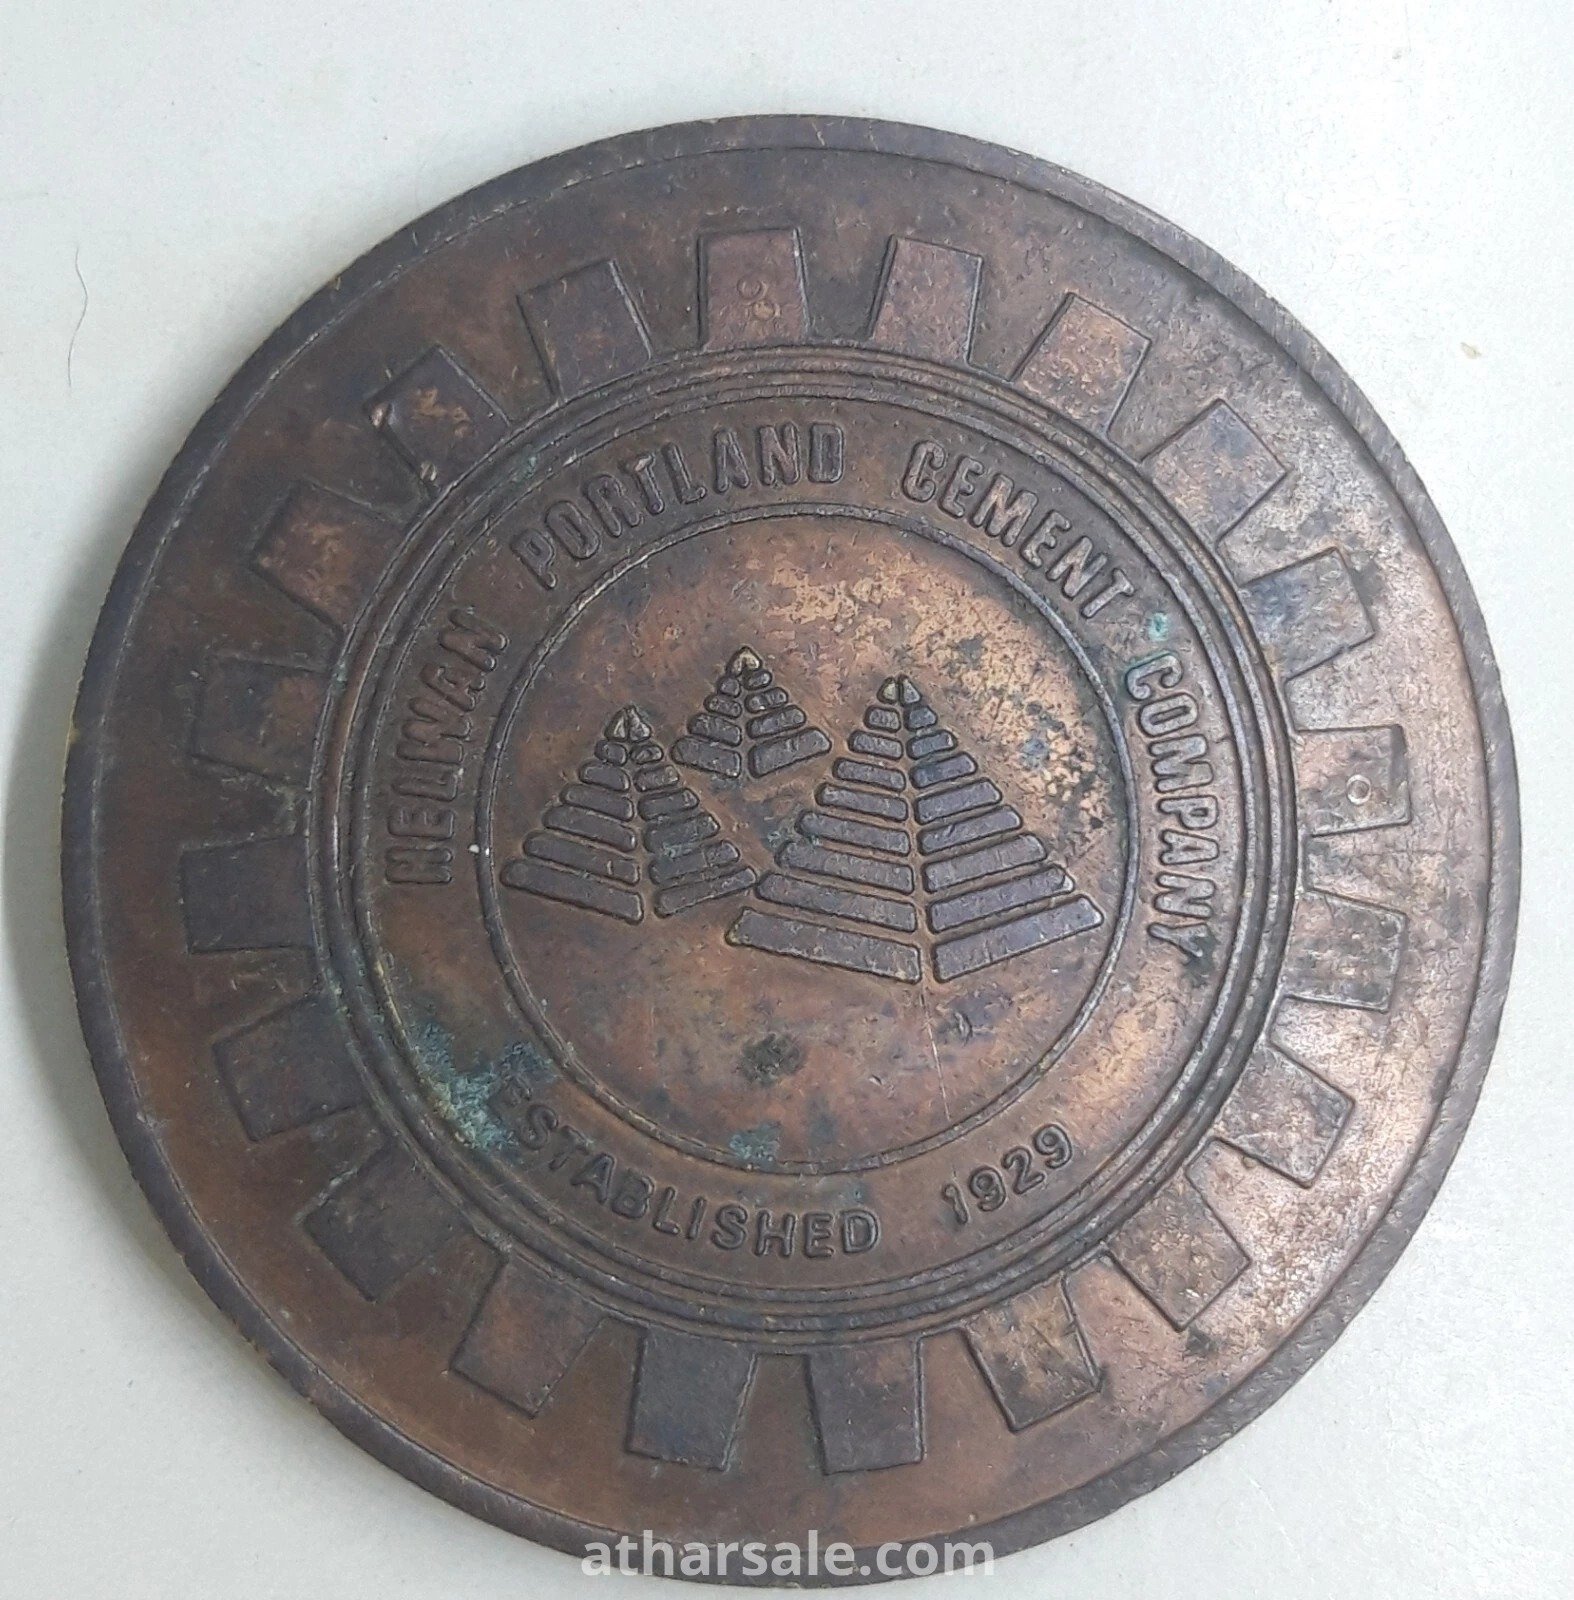 HELWAN PORTLAND CEMENT COMPANY
ESTABLISHED 1929
atharsale.com